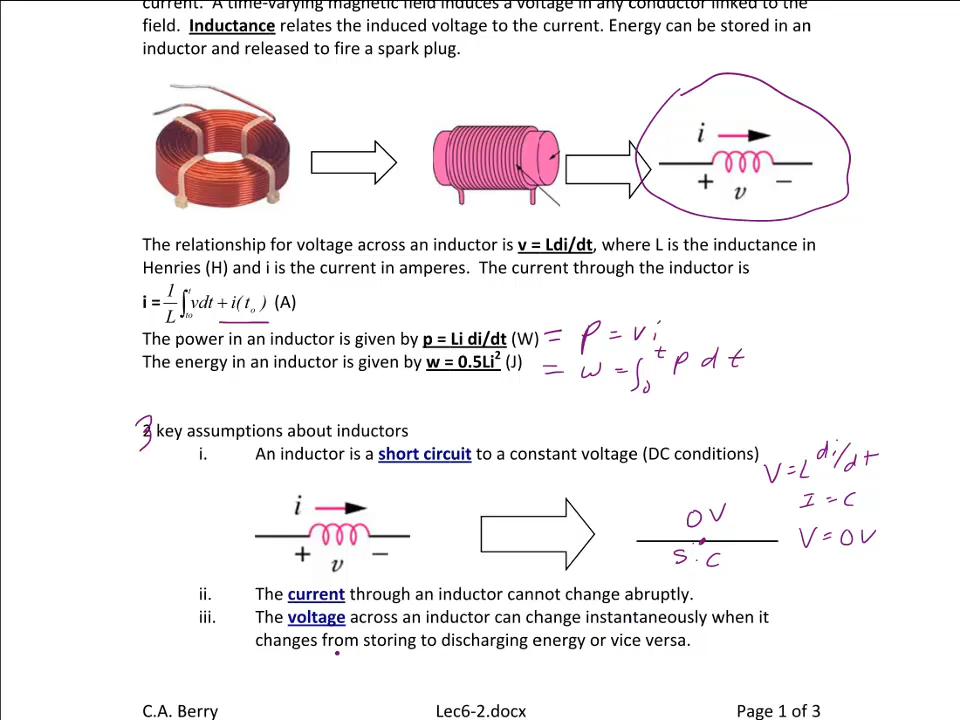 current. A time-varying magnetic field induces a voltage in any conductor linked to the
field. Inductance relates the induced voltage to the current. Energy can be stored in an
inductor and released to fire a spark plug.
i
+ v −
The relationship for voltage across an inductor is v = Ldi/dt, where L is the inductance in
Henries (H) and i is the current in amperes. The current through the inductor is
i = 1/L ∫_to^t vdt + i(t_o) (A)
The power in an inductor is given by p = Li di/dt (W) = p = v i
The energy in an inductor is given by w = 0.5Li² (J) = w = ∫_0^t p dt
3 key assumptions about inductors
i. An inductor is a short circuit to a constant voltage (DC conditions)
V = L di/dt
I = C
V = 0V
i
+ v −
0V
S.C
ii. The current through an inductor cannot change abruptly.
iii. The voltage across an inductor can change instantaneously when it
changes from storing to discharging energy or vice versa.
C.A. Berry Lec6-2.docx Page 1 of 3